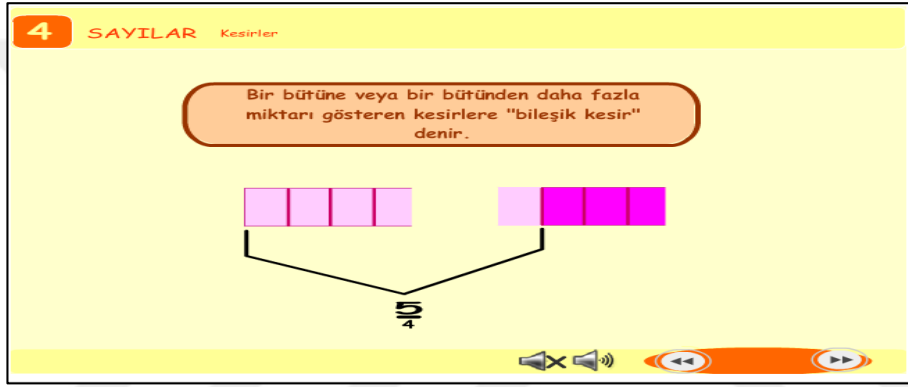 4 SAYILAR Kesirler
Bir bütüne veya bir bütünden daha fazla
miktarı gösteren kesirlere "bileşik kesir"
denir.
5
4